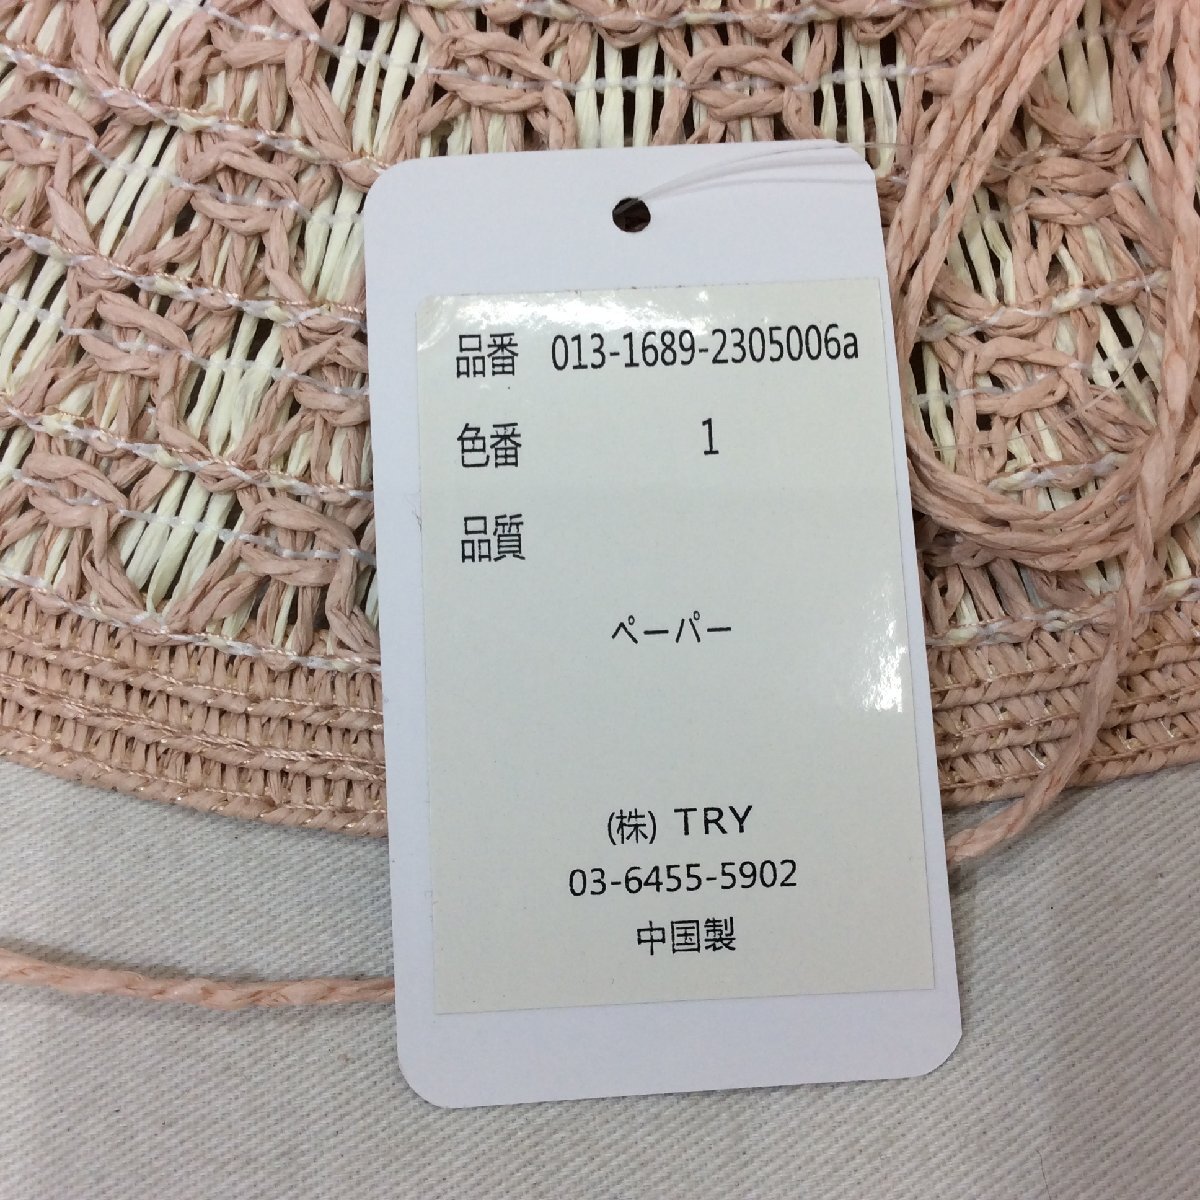 品番 013-1689-2305006a
色番 1
品質
ペーパー
(株) TRY
03-6455-5902
中国製